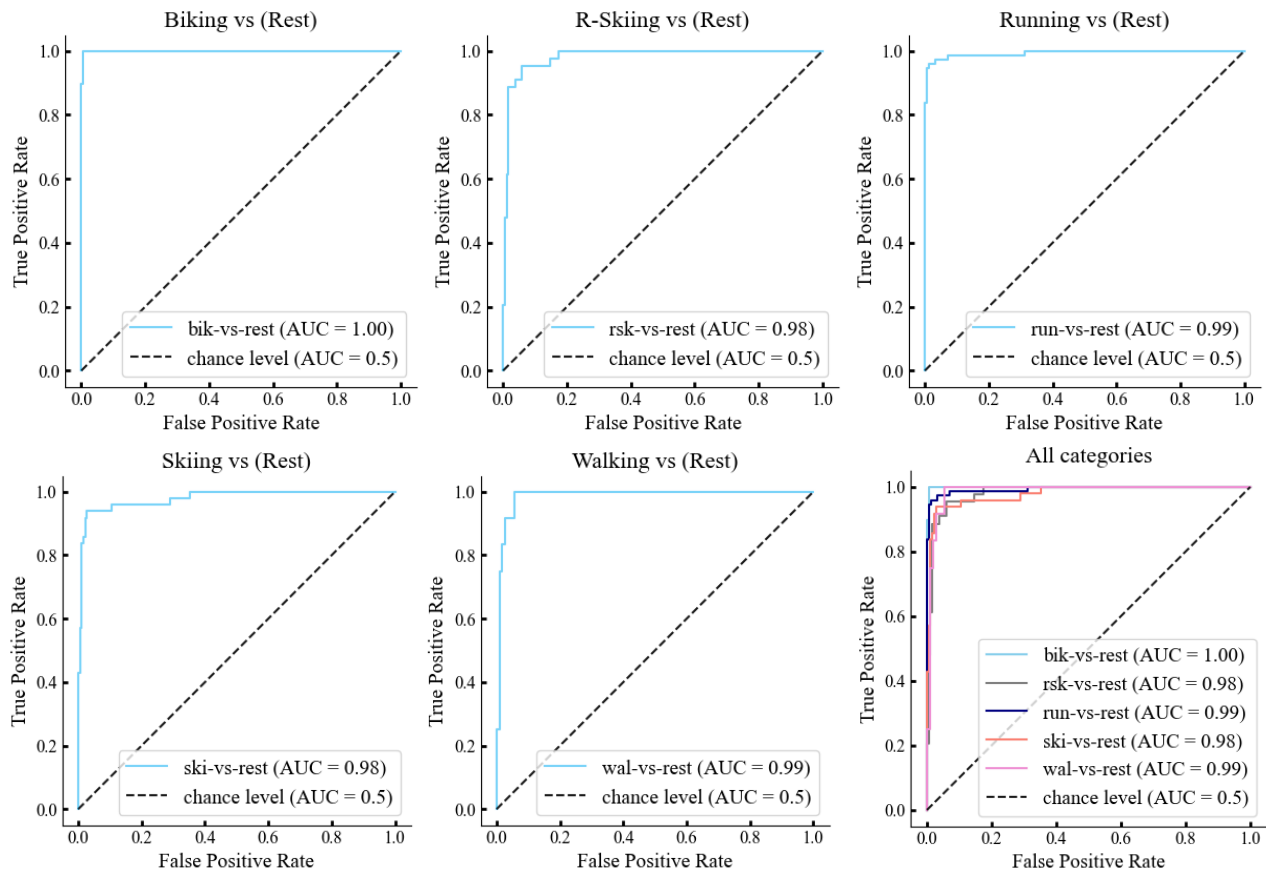 Biking vs (Rest)
True Positive Rate
1.0
0.8
0.6
0.4
0.2
0.0
bik-vs-rest (AUC = 1.00)
chance level (AUC = 0.5)
0.0 0.2 0.4 0.6 0.8 1.0
False Positive Rate
R-Skiing vs (Rest)
True Positive Rate
1.0
0.8
0.6
0.4
0.2
0.0
rsk-vs-rest (AUC = 0.98)
chance level (AUC = 0.5)
0.0 0.2 0.4 0.6 0.8 1.0
False Positive Rate
Running vs (Rest)
True Positive Rate
1.0
0.8
0.6
0.4
0.2
0.0
run-vs-rest (AUC = 0.99)
chance level (AUC = 0.5)
0.0 0.2 0.4 0.6 0.8 1.0
False Positive Rate
Skiing vs (Rest)
True Positive Rate
1.0
0.8
0.6
0.4
0.2
0.0
ski-vs-rest (AUC = 0.98)
chance level (AUC = 0.5)
0.0 0.2 0.4 0.6 0.8 1.0
False Positive Rate
Walking vs (Rest)
True Positive Rate
1.0
0.8
0.6
0.4
0.2
0.0
wal-vs-rest (AUC = 0.99)
chance level (AUC = 0.5)
0.0 0.2 0.4 0.6 0.8 1.0
False Positive Rate
All categories
True Positive Rate
1.0
0.8
0.6
0.4
0.2
0.0
bik-vs-rest (AUC = 1.00)
rsk-vs-rest (AUC = 0.98)
run-vs-rest (AUC = 0.99)
ski-vs-rest (AUC = 0.98)
wal-vs-rest (AUC = 0.99)
chance level (AUC = 0.5)
0.0 0.2 0.4 0.6 0.8 1.0
False Positive Rate